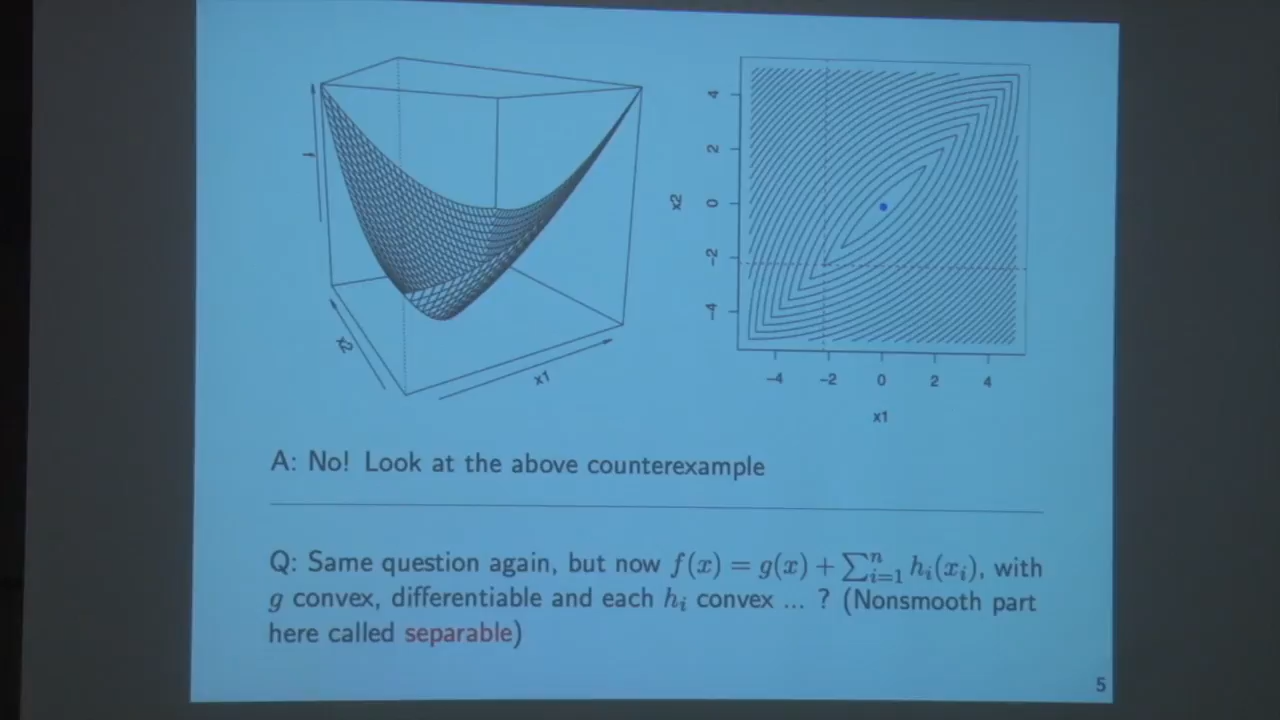 f
x2
x1
4
2
0
−2
−4
x2
−4 −2 0 2 4
x1
A: No! Look at the above counterexample
Q: Same question again, but now f(x) = g(x) + ∑ⁿᵢ₌₁ hᵢ(xᵢ), with
g convex, differentiable and each hᵢ convex ... ? (Nonsmooth part
here called separable)
5